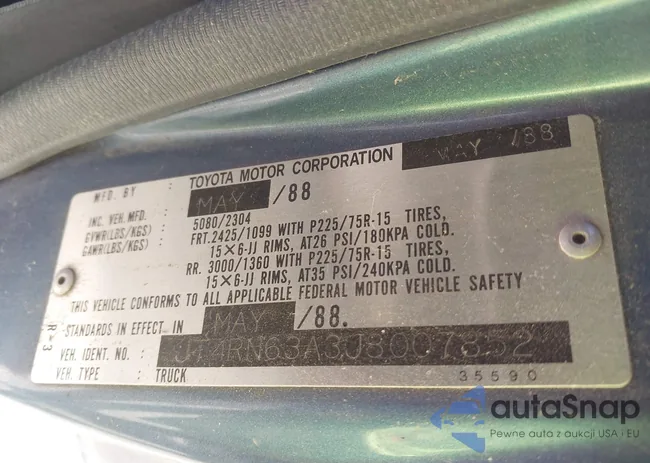 MFD. BY : TOYOTA MOTOR CORPORATION MAY /88
INC. VEH. MFD. : MAY /88
GVWR(LBS/KGS) : 5080/2304
GAWR(LBS/KGS) : FRT. 2425/1099 WITH P225/75R-15 TIRES,
15×6-JJ RIMS, AT26 PSI/180KPA COLD.
RR. 3000/1360 WITH P225/75R-15 TIRES,
15×6-JJ RIMS, AT35 PSI/240KPA COLD.
THIS VEHICLE CONFORMS TO ALL APPLICABLE FEDERAL MOTOR VEHICLE SAFETY
STANDARDS IN EFFECT IN MAY /88.
VEH. IDENT. NO. :
VEH. TYPE : TRUCK 35590
R-3
autaSnap
Pewne auta z aukcji USA i EU